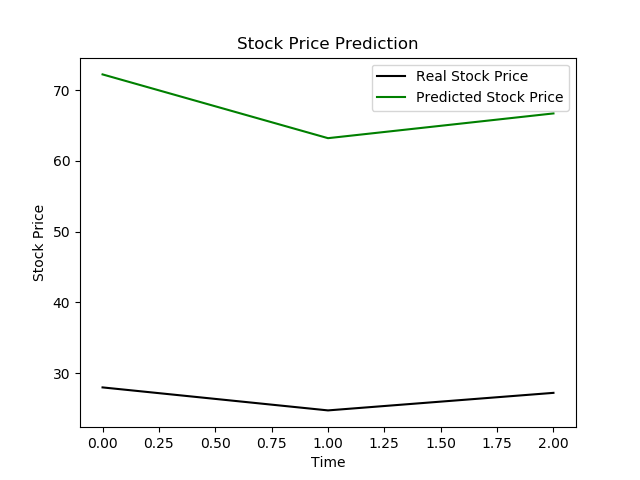 Stock Price Prediction
Real Stock Price
Predicted Stock Price
Stock Price
70
60
50
40
30
0.00 0.25 0.50 0.75 1.00 1.25 1.50 1.75 2.00
Time